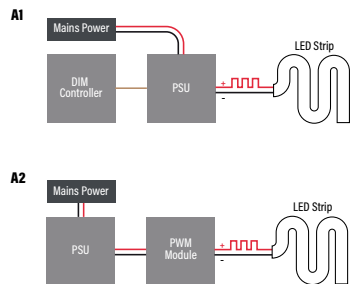 A1
Mains Power
LED Strip
DIM
Controller
PSU
+
-
A2
Mains Power
LED Strip
PSU
PWM
Module
+
-